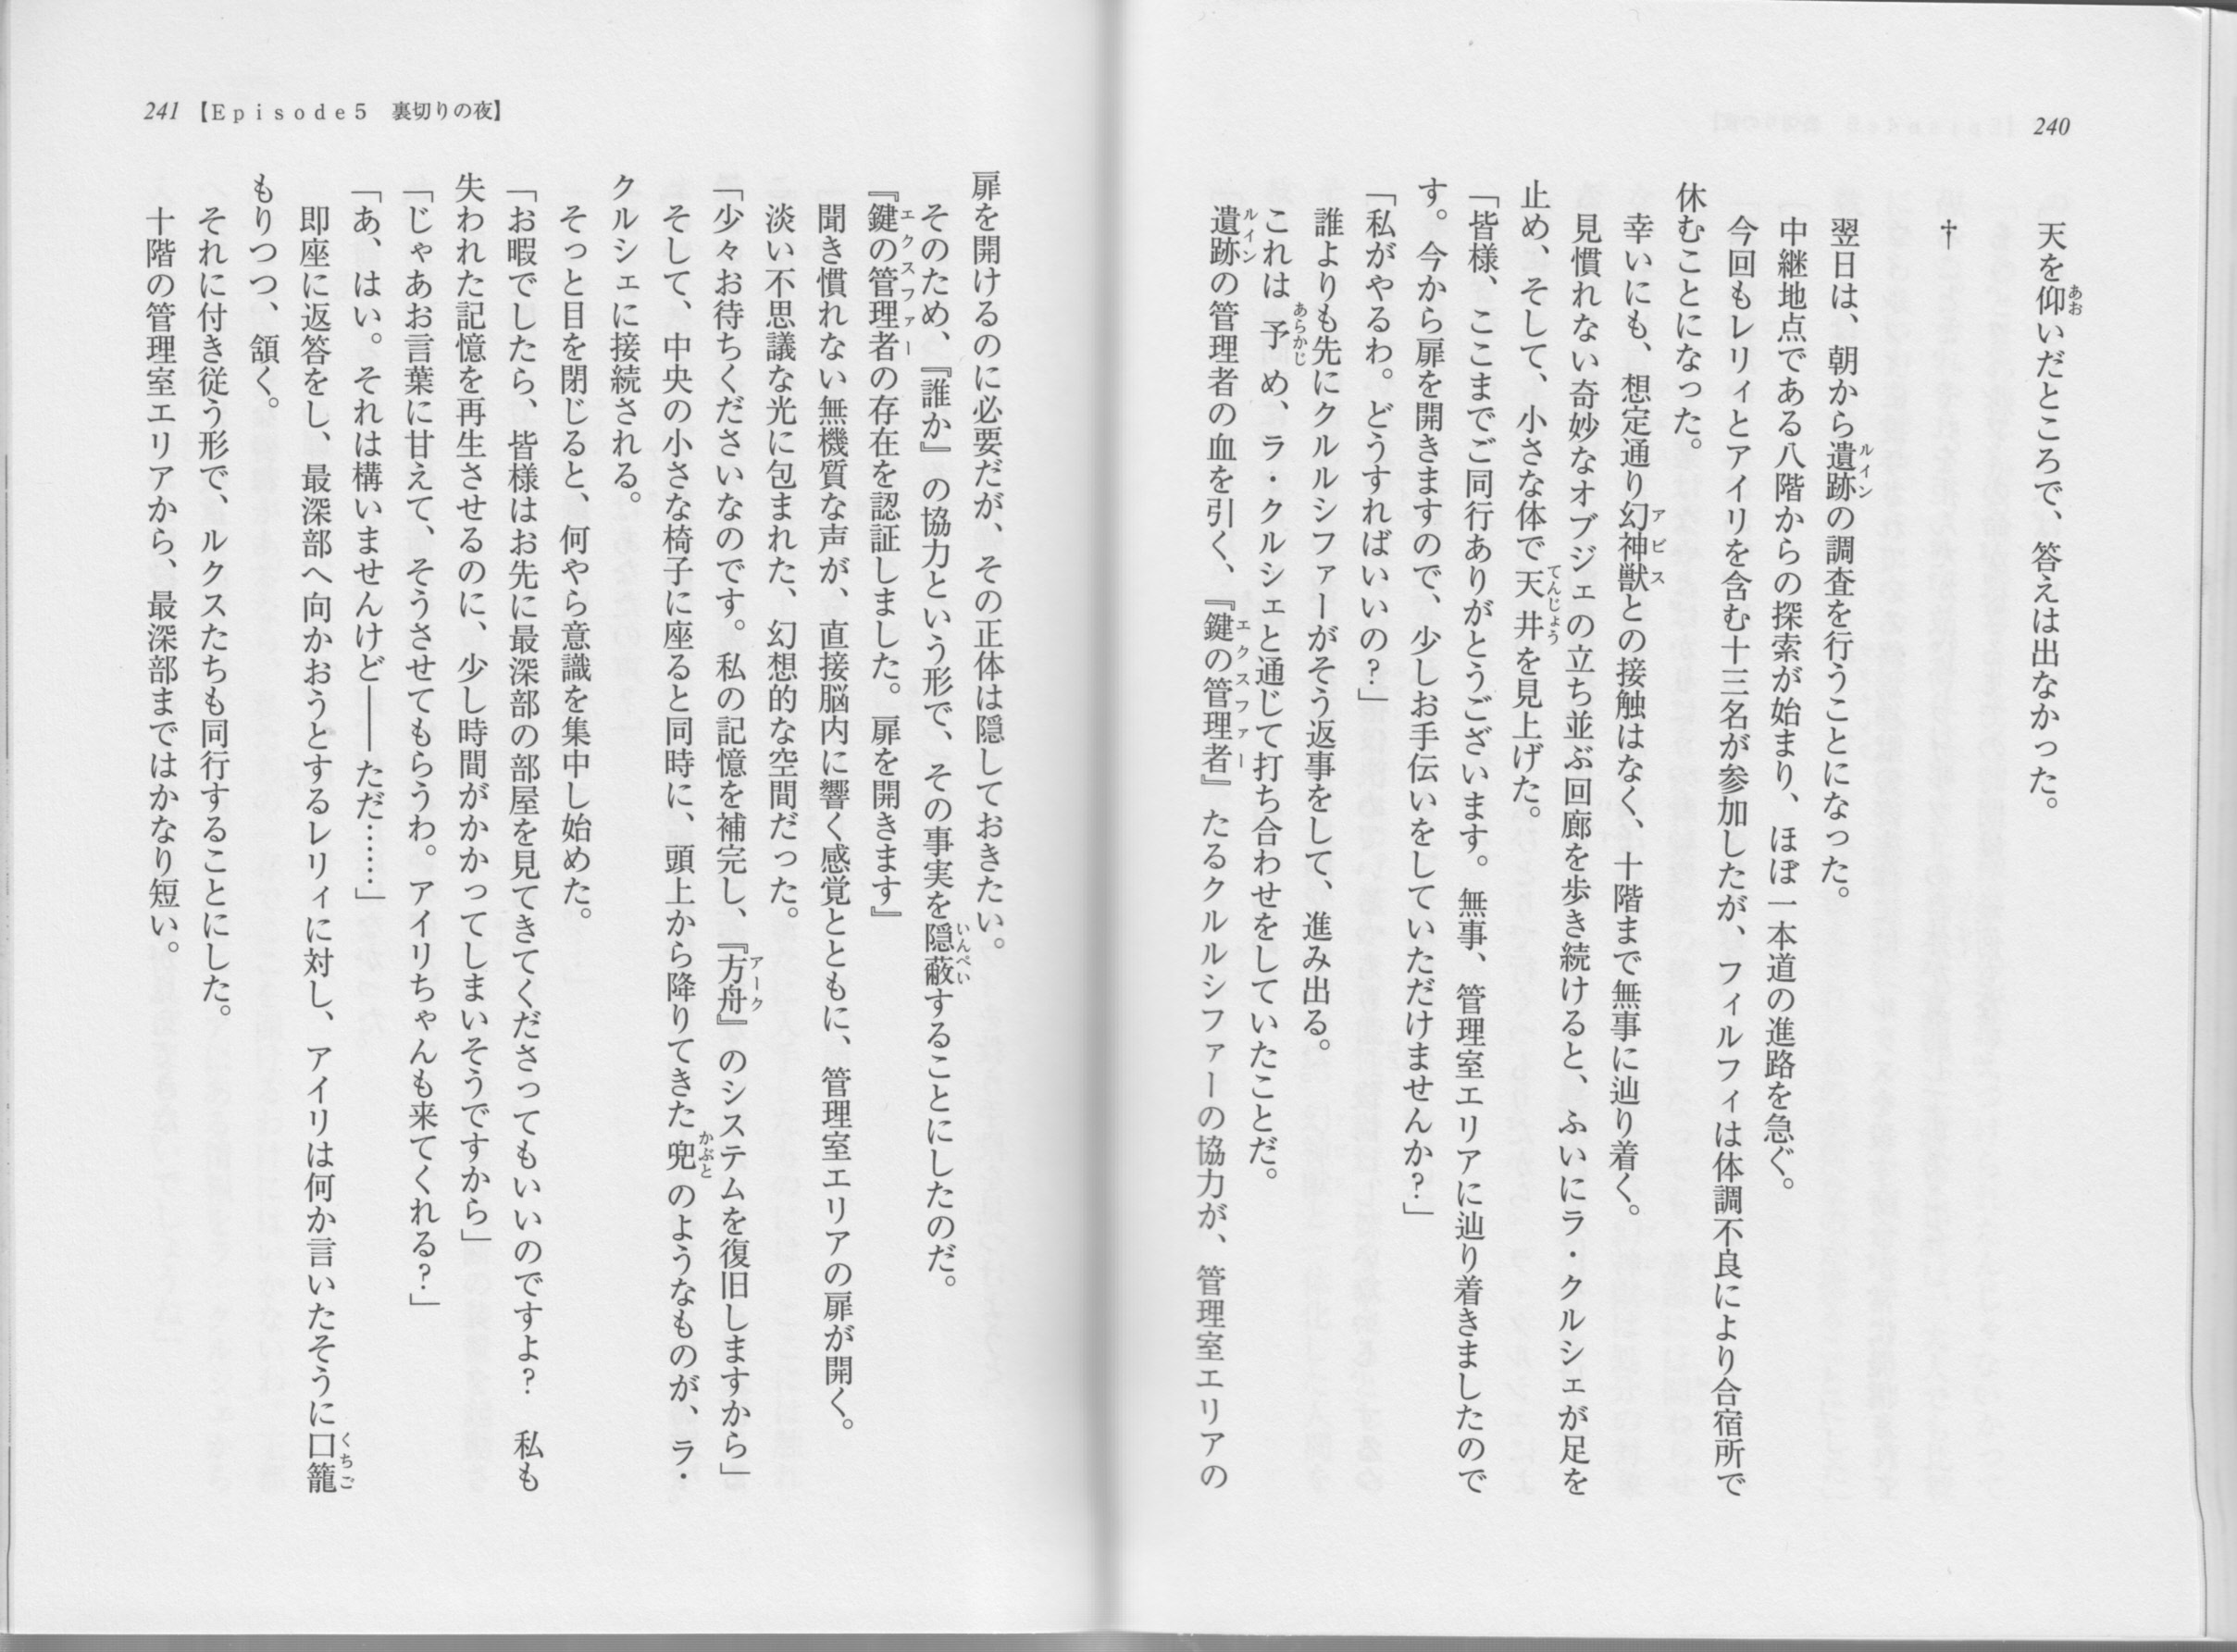 240
天を仰いだところで、答えは出なかった。
†
翌日は、朝から遺跡の調査を行うことになった。
中継地点である八階からの探索が始まり、ほぼ一本道の進路を急ぐ。
今回もレリィとアイリを含む十三名が参加したが、フィルフィは体調不良により合宿所で
休むことになった。
幸いにも、想定通り幻神獣との接触はなく、十階まで無事に辿り着く。
見慣れない奇妙なオブジェの立ち並ぶ回廊を歩き続けると、ふいにラ・クルシェが足を
止め、そして、小さな体で天井を見上げた。
「皆様、ここまでご同行ありがとうございます。無事、管理室エリアに辿り着きましたので
す。今から扉を開きますので、少しお手伝いをしていただけませんか？」
「私がやるわ。どうすればいいの？」
誰よりも先にクルルシファーがそう返事をして、進み出る。
これは予め、ラ・クルシェと通じて打ち合わせをしていたことだ。
遺跡の管理者の血を引く、『鍵の管理者』たるクルルシファーの協力が、管理室エリアの
241【Episode5　裏切りの夜】
扉を開けるのに必要だが、その正体は隠しておきたい。
そのため、『誰か』の協力という形で、その事実を隠蔽することにしたのだ。
『鍵の管理者の存在を認証しました。扉を開きます』
聞き慣れない無機質な声が、直接脳内に響く感覚とともに、管理室エリアの扉が開く。
淡い不思議な光に包まれた、幻想的な空間だった。
「少々お待ちくださいなのです。私の記憶を補完し、『方舟』のシステムを復旧しますから」
そして、中央の小さな椅子に座ると同時に、頭上から降りてきた兜のようなものが、ラ・
クルシェに接続される。
そっと目を閉じると、何やら意識を集中し始めた。
「お暇でしたら、皆様はお先に最深部の部屋を見てきてくださってもいいのですよ？　私も
失われた記憶を再生させるのに、少し時間がかかってしまいそうですから」
「じゃあお言葉に甘えて、そうさせてもらうわ。アイリちゃんも来てくれる？」
「あ、はい。それは構いませんけど――ただ……」
即座に返答をし、最深部へ向かおうとするレリィに対し、アイリは何か言いたそうに口籠
もりつつ、頷く。
それに付き従う形で、ルクスたちも同行することにした。
十階の管理室エリアから、最深部まではかなり短い。